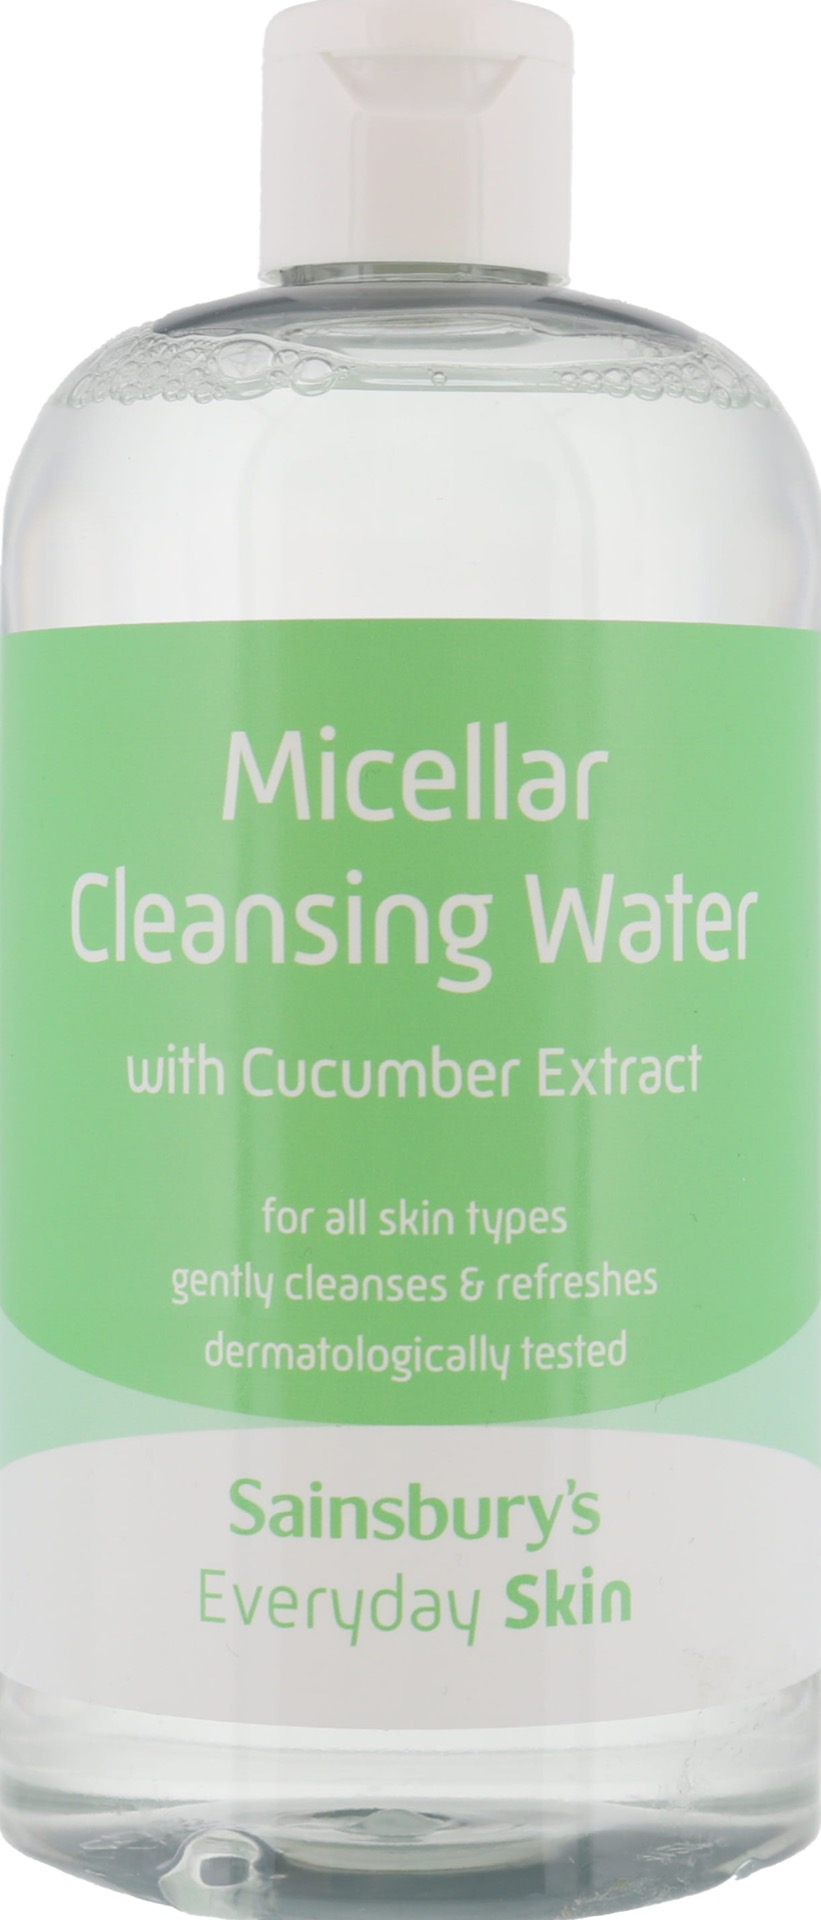 Micellar
Cleansing Water
with Cucumber Extract
for all skin types
gently cleanses & refreshes
dermatologically tested
Sainsbury's
Everyday Skin